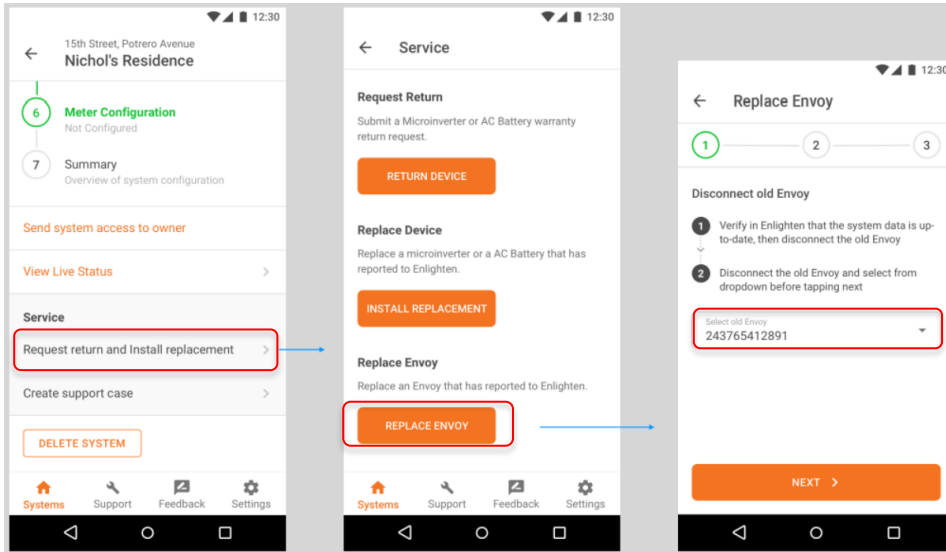 12:30
15th Street, Potrero Avenue
Nichol's Residence
6
Meter Configuration
Not Configured
7
Summary
Overview of system configuration
Send system access to owner
View Live Status
Service
Request return and Install replacement
Create support case
DELETE SYSTEM
Systems Support Feedback Settings
12:30
Service
Request Return
Submit a Microinverter or AC Battery warranty
return request.
RETURN DEVICE
Replace Device
Replace a microinverter or a AC Battery that has
reported to Enlighten.
INSTALL REPLACEMENT
Replace Envoy
Replace an Envoy that has reported to Enlighten.
REPLACE ENVOY
Systems Support Feedback Settings
12:30
Replace Envoy
1 2 3
Disconnect old Envoy
1 Verify in Enlighten that the system data is up-
to-date, then disconnect the old Envoy
2 Disconnect the old Envoy and select from
dropdown before tapping next
Select old Envoy
243765412891
NEXT